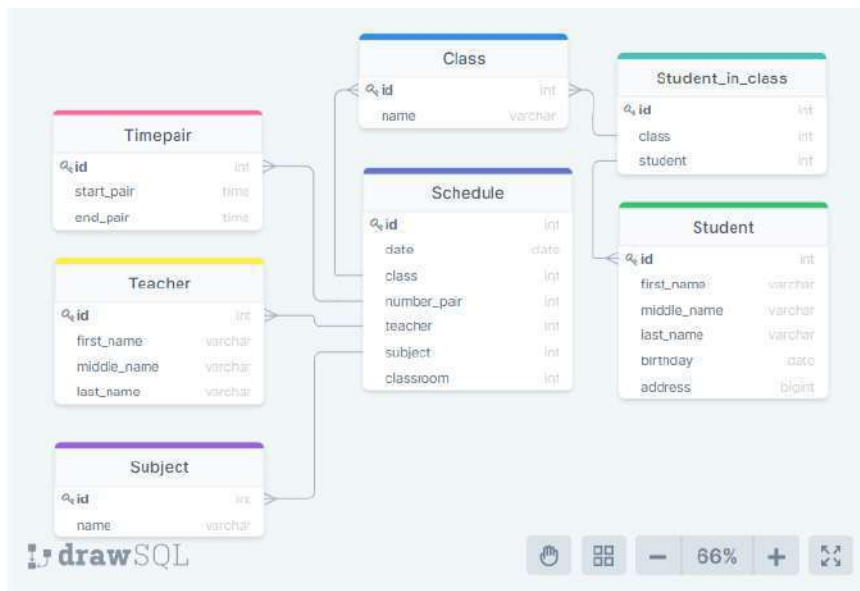 Class
id int
name varchar
Student_in_class
id int
class int
student int
Timepair
id int
start_pair time
end_pair time
Schedule
id int
date date
class int
number_pair int
teacher int
subject int
classroom int
Student
id int
first_name varchar
middle_name varchar
last_name varchar
birthday date
address bigint
Teacher
id int
first_name varchar
middle_name varchar
last_name varchar
Subject
id int
name varchar
drawSQL
66%